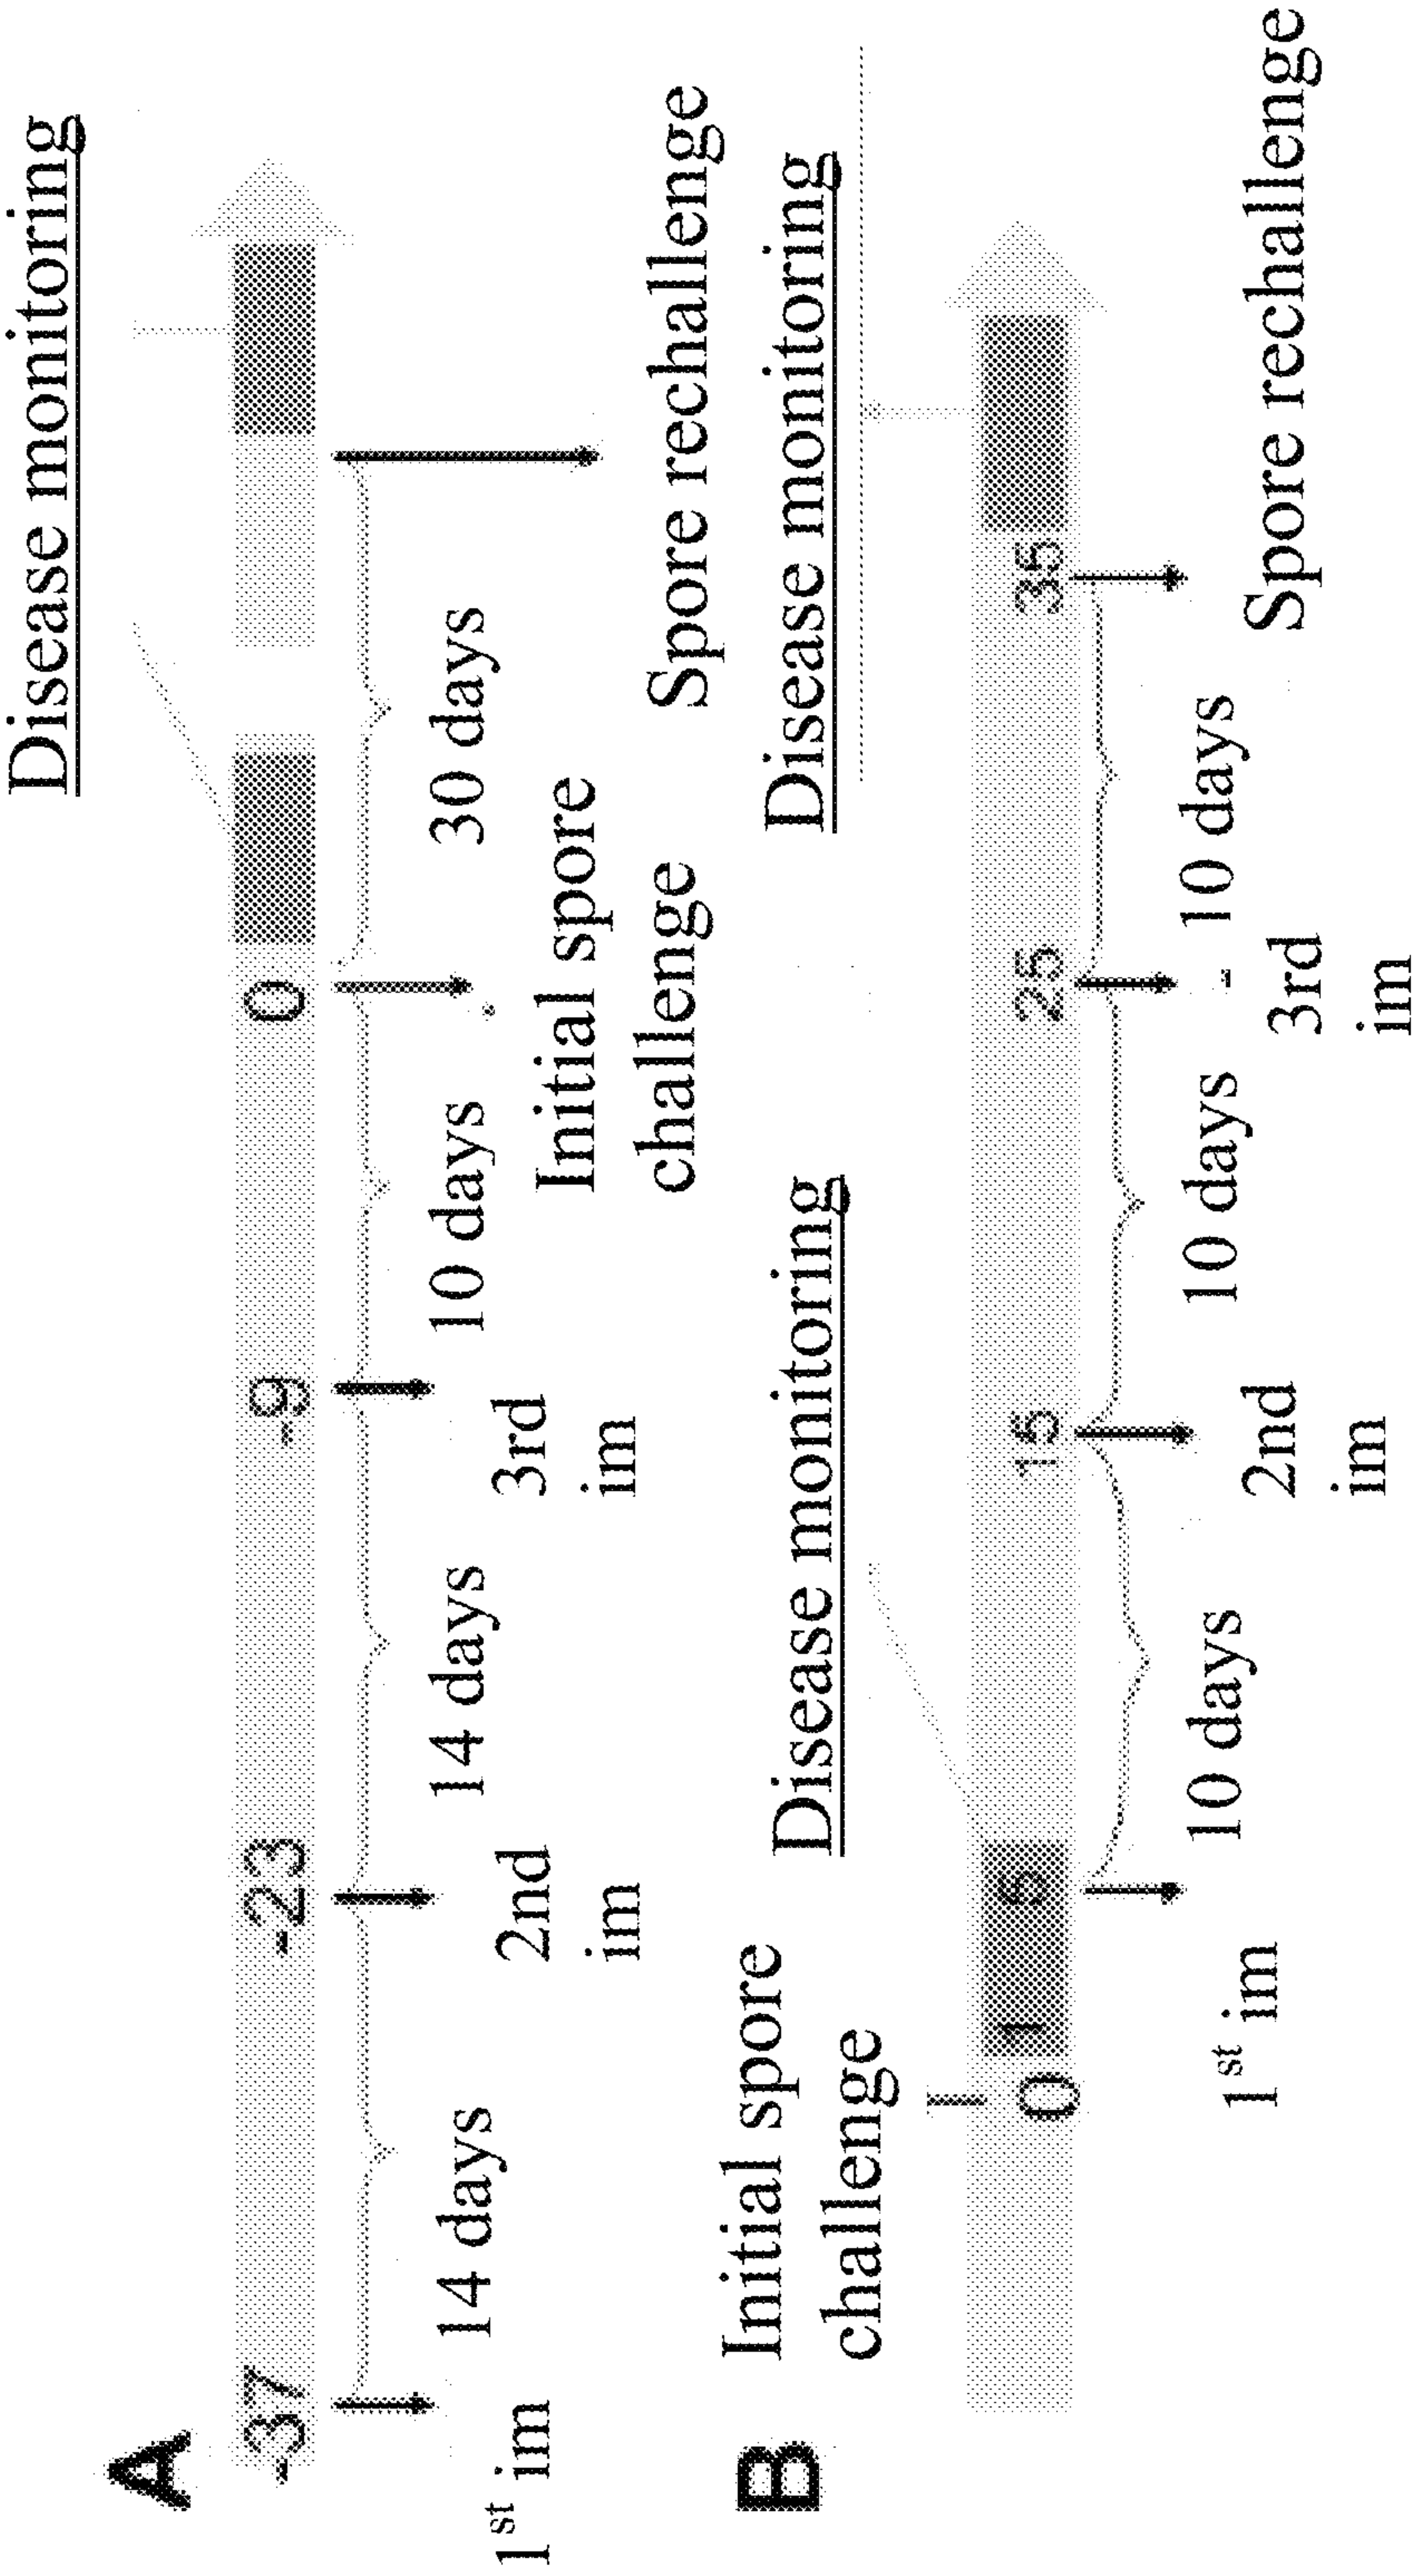 A
Disease monitoring
-37
-23
-9
0
14 days
14 days
10 days
30 days
1st im
2nd
im
3rd
im
Initial spore
challenge
Spore rechallenge
B
Initial spore
challenge
Disease monitoring
Disease monitoring
0
1
5
15
25
35
10 days
10 days
10 days
1st im
2nd
im
3rd
im
Spore rechallenge